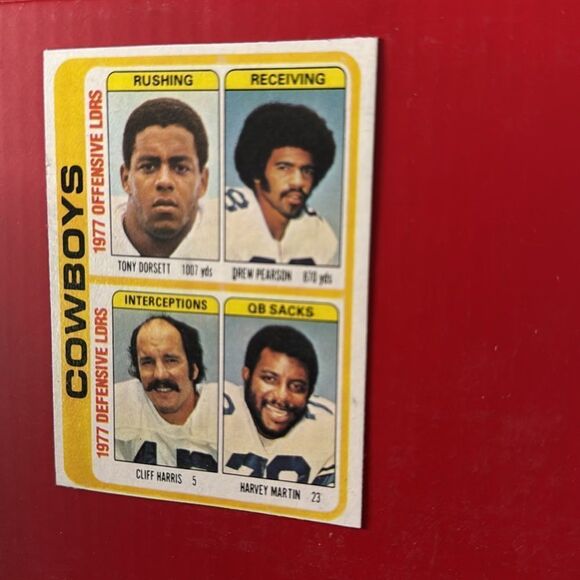 COWBOYS
1977 OFFENSIVE LDRS
RUSHING
TONY DORSETT 1007 yds
RECEIVING
DREW PEARSON 870 yds
1977 DEFENSIVE LDRS
INTERCEPTIONS
CLIFF HARRIS 5
QB SACKS
HARVEY MARTIN 23